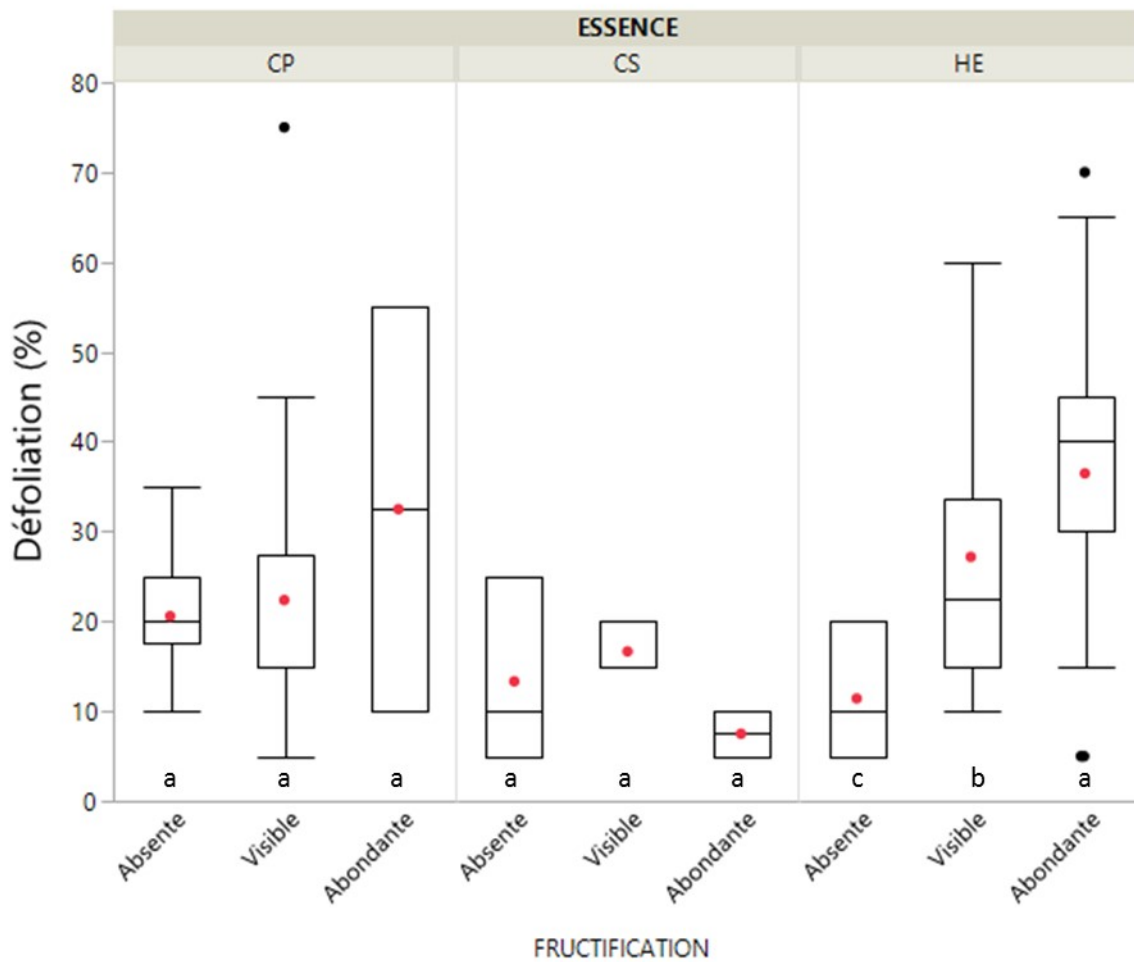 ESSENCE
CP CS HE
80
70
60
50
40
30
20
10
0
Défoliation (%)
a a a a a a c b a
Absente Visible Abondante Absente Visible Abondante Absente Visible Abondante
FRUCTIFICATION